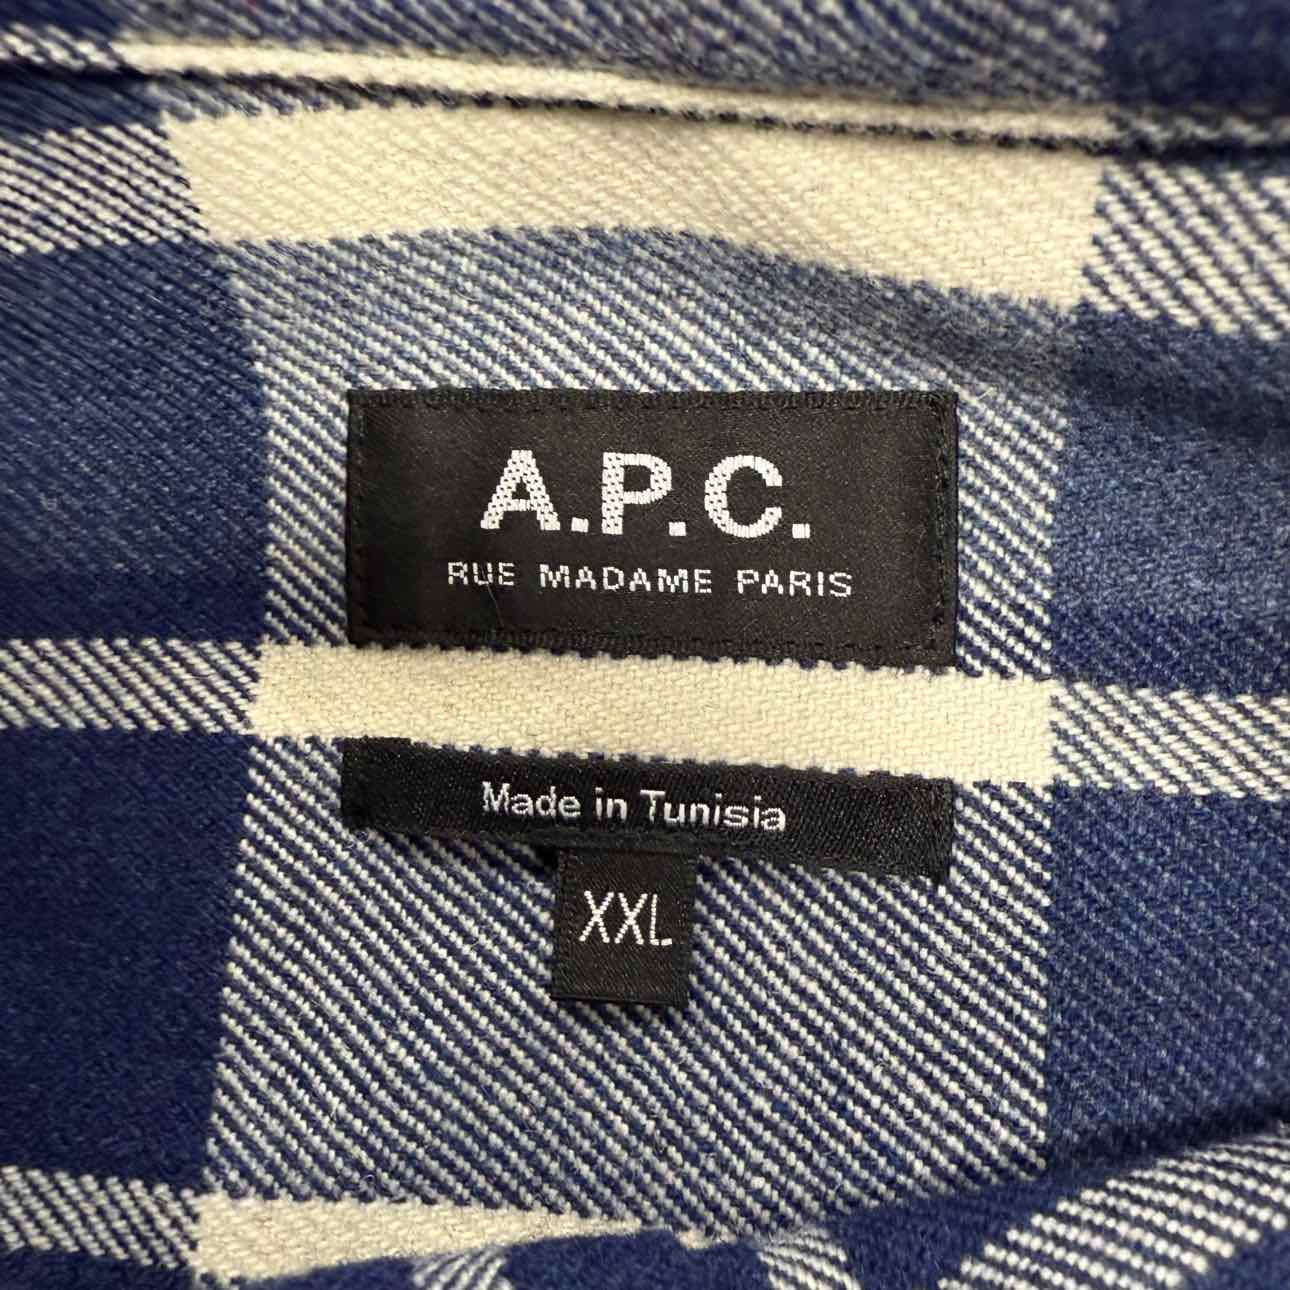 A.P.C.
RUE MADAME PARIS
Made in Tunisia
XXL